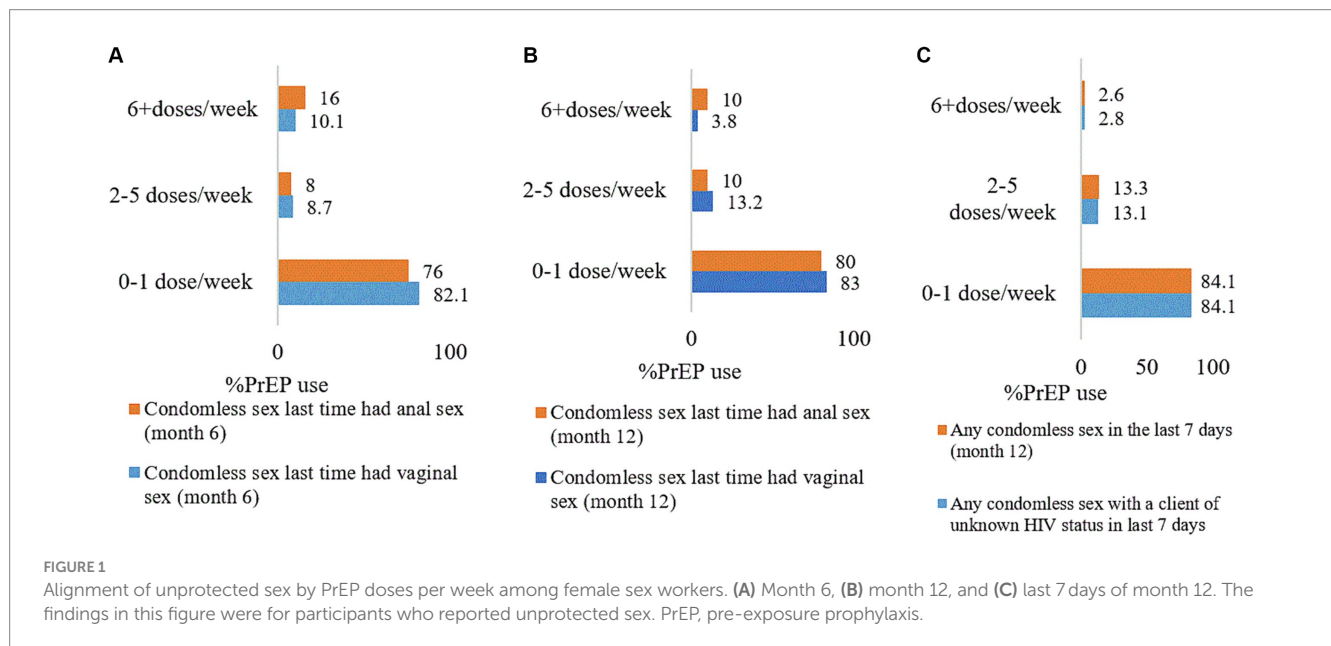 A
6+doses/week
16
10.1
2-5 doses/week
8
8.7
0-1 dose/week
76
82.1
0
100
%PrEP use
Condomless sex last time had anal sex
(month 6)
Condomless sex last time had vaginal
sex (month 6)
B
6+doses/week
10
3.8
2-5 doses/week
10
13.2
0-1 dose/week
80
83
0
100
%PrEP use
Condomless sex last time had anal sex
(month 12)
Condomless sex last time had vaginal
sex (month 12)
C
6+doses/week
2.6
2.8
2-5
doses/week
13.3
13.1
0-1 dose/week
84.1
84.1
0
50
100
%PrEP use
Any condomless sex in the last 7 days
(month 12)
Any condomless sex with a client of
unknown HIV status in last 7 days
FIGURE 1
Alignment of unprotected sex by PrEP doses per week among female sex workers. (A) Month 6, (B) month 12, and (C) last 7 days of month 12. The
findings in this figure were for participants who reported unprotected sex. PrEP, pre-exposure prophylaxis.